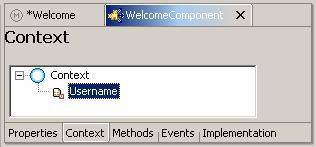 *Welcome WelcomeComponent
Context
Context
Username
Properties Context Methods Events Implementation